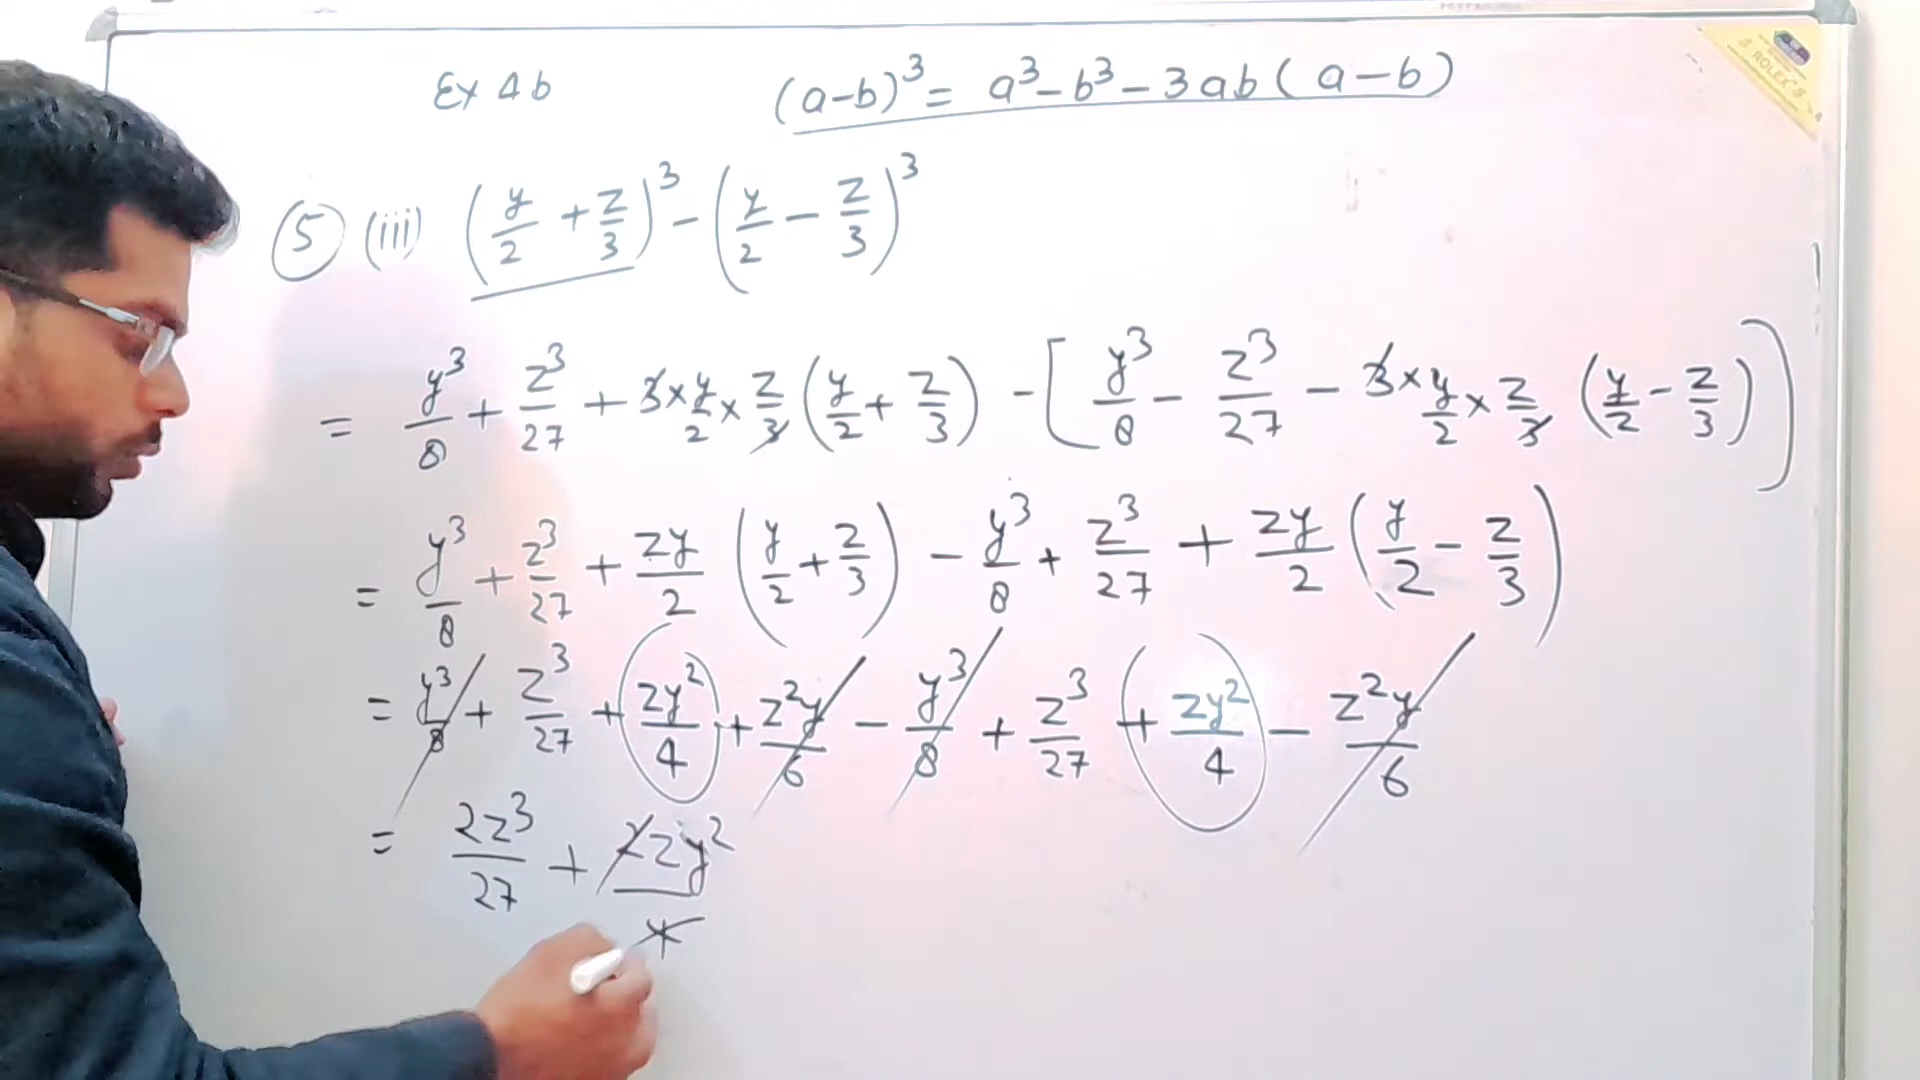 Ex 4b
(a-b)³ = a³-b³-3ab(a-b)
⑤ (iii) (y/2 + z/3)³ - (y/2 - z/3)³
= y³/8 + z³/27 + 3×y/2×z/3 (y/2 + z/3) - [y³/8 - z³/27 - 3×y/2×z/3 (y/2 - z/3)]
= y³/8 + z³/27 + zy/2 (y/2 + z/3) - y³/8 + z³/27 + zy/2 (y/2 - z/3)
= y³/8 + z³/27 + zy²/4 + z²y/6 - y³/8 + z³/27 + zy²/4 - z²y/6
= 2z³/27 + 2zy²/4
ROLEX